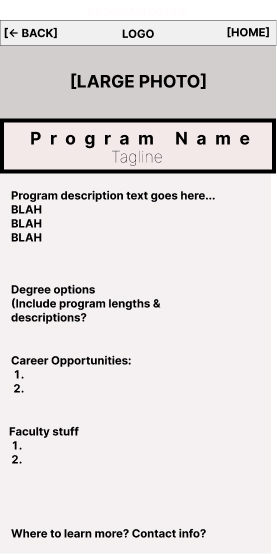 [← BACK] LOGO [HOME]
[LARGE PHOTO]
Program Name
Tagline
Program description text goes here...
BLAH
BLAH
BLAH
Degree options
(Include program lengths &
descriptions?
Career Opportunities:
1.
2.
Faculty stuff
1.
2.
Where to learn more? Contact info?